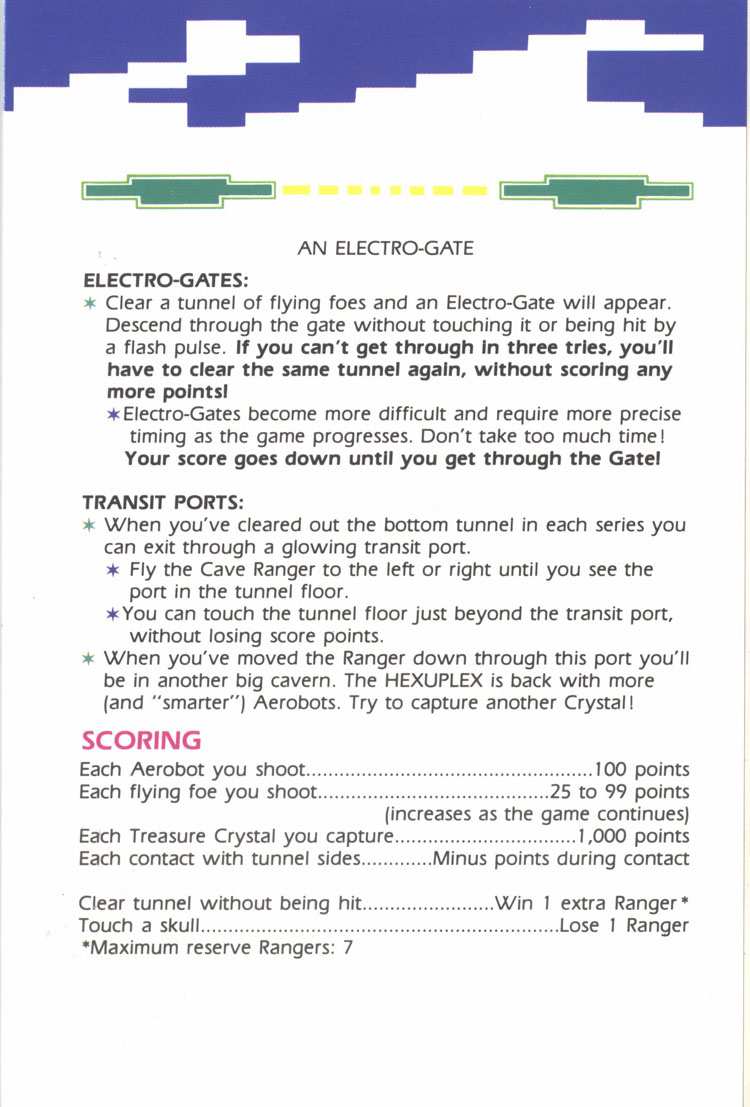 AN ELECTRO-GATE
ELECTRO-GATES:
✶ Clear a tunnel of flying foes and an Electro-Gate will appear.
Descend through the gate without touching it or being hit by
a flash pulse. If you can't get through in three tries, you'll
have to clear the same tunnel again, without scoring any
more points!
✶Electro-Gates become more difficult and require more precise
timing as the game progresses. Don't take too much time!
Your score goes down until you get through the Gate!
TRANSIT PORTS:
✶ When you've cleared out the bottom tunnel in each series you
can exit through a glowing transit port.
✶ Fly the Cave Ranger to the left or right until you see the
port in the tunnel floor.
✶You can touch the tunnel floor just beyond the transit port,
without losing score points.
✶ When you've moved the Ranger down through this port you'll
be in another big cavern. The HEXUPLEX is back with more
(and "smarter") Aerobots. Try to capture another Crystal!
SCORING
Each Aerobot you shoot.....................................................100 points
Each flying foe you shoot..........................................25 to 99 points
(increases as the game continues)
Each Treasure Crystal you capture.................................1,000 points
Each contact with tunnel sides.............Minus points during contact
Clear tunnel without being hit........................Win 1 extra Ranger*
Touch a skull.................................................................Lose 1 Ranger
*Maximum reserve Rangers: 7